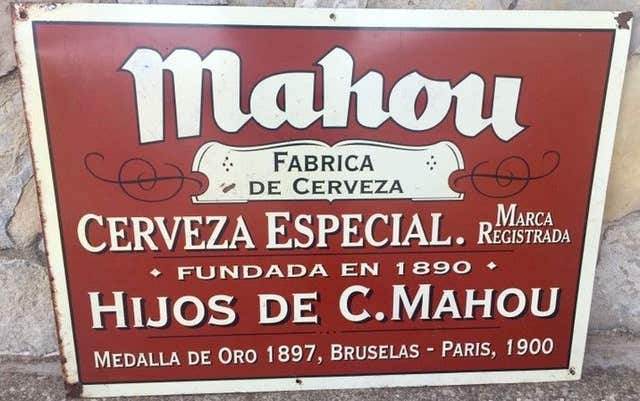 Mahou
FABRICA
DE CERVEZA
CERVEZA ESPECIAL. MARCA REGISTRADA
FUNDADA EN 1890
HIJOS DE C. MAHOU
MEDALLA DE ORO 1897, BRUSELAS - PARIS, 1900